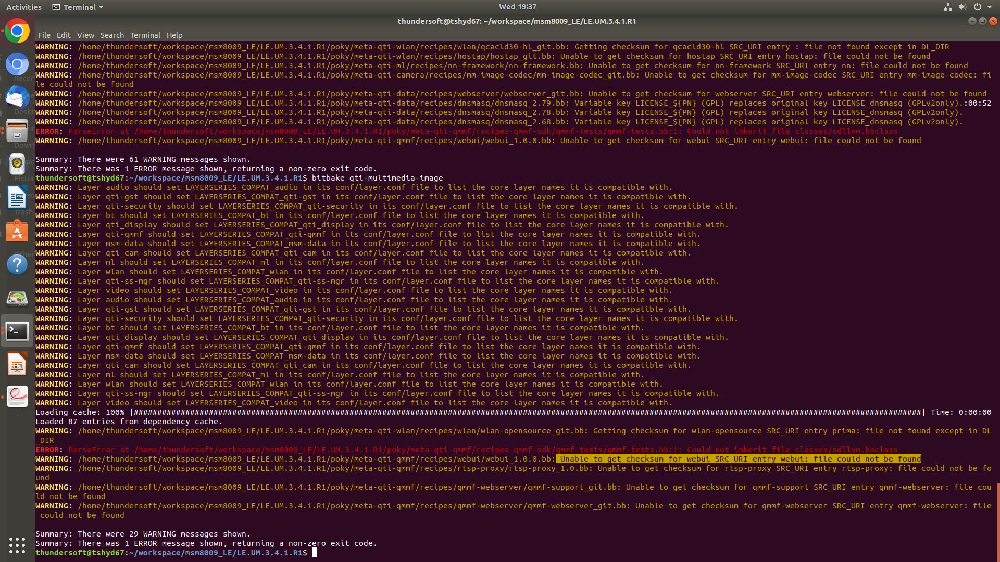 Activities
Terminal
Wed 19:37
thundersoft@tshyd67: ~/workspace/msm8009_LE/LE.UM.3.4.1.R1
File Edit View Search Terminal Help
WARNING: /home/thundersoft/workspace/msm8009_LE/LE.UM.3.4.1.R1/poky/meta-qti-wlan/recipes/wlan/qcacld30-hl_git.bb: Getting checksum for qcacld30-hl SRC_URI entry : file not found except in DL_DIR
WARNING: /home/thundersoft/workspace/msm8009_LE/LE.UM.3.4.1.R1/poky/meta-qti-wlan/recipes/hostap/hostap_git.bb: Unable to get checksum for hostap SRC_URI entry hostap: file could not be found
WARNING: /home/thundersoft/workspace/msm8009_LE/LE.UM.3.4.1.R1/poky/meta-qti-ml/recipes/nn-framework/nn-framework.bb: Unable to get checksum for nn-framework SRC_URI entry nn: file could not be found
WARNING: /home/thundersoft/workspace/msm8009_LE/LE.UM.3.4.1.R1/poky/meta-qti-camera/recipes/mm-image-codec/mm-image-codec_git.bb: Unable to get checksum for mm-image-codec SRC_URI entry mm-image-codec: fi
le could not be found
WARNING: /home/thundersoft/workspace/msm8009_LE/LE.UM.3.4.1.R1/poky/meta-qti-data/recipes/webserver/webserver_git.bb: Unable to get checksum for webserver SRC_URI entry webserver: file could not be found
WARNING: /home/thundersoft/workspace/msm8009_LE/LE.UM.3.4.1.R1/poky/meta-qti-data/recipes/dnsmasq/dnsmasq_2.79.bb: Variable key LICENSE_${PN} (GPL) replaces original key LICENSE_dnsmasq (GPLv2only).:00:52
WARNING: /home/thundersoft/workspace/msm8009_LE/LE.UM.3.4.1.R1/poky/meta-qti-data/recipes/dnsmasq/dnsmasq_2.78.bb: Variable key LICENSE_${PN} (GPL) replaces original key LICENSE_dnsmasq (GPLv2only).
WARNING: /home/thundersoft/workspace/msm8009_LE/LE.UM.3.4.1.R1/poky/meta-qti-data/recipes/dnsmasq/dnsmasq_2.68.bb: Variable key LICENSE_${PN} (GPL) replaces original key LICENSE_dnsmasq (GPLv2only).
ERROR: ParseError at /home/thundersoft/workspace/msm8009_LE/LE.UM.3.4.1.R1/poky/meta-qti-qmmf/recipes-qmmf-sdk/qmmf-tests/qmmf-tests.bb:1: Could not inherit file classes/sdllvm.bbclass
WARNING: /home/thundersoft/workspace/msm8009_LE/LE.UM.3.4.1.R1/poky/meta-qti-qmmf/recipes/webui/webui_1.0.0.bb: Unable to get checksum for webui SRC_URI entry webui: file could not be found
Summary: There were 61 WARNING messages shown.
Summary: There was 1 ERROR message shown, returning a non-zero exit code.
thundersoft@tshyd67:~/workspace/msm8009_LE/LE.UM.3.4.1.R1$ bitbake qti-multimedia-image
WARNING: Layer audio should set LAYERSERIES_COMPAT_audio in its conf/layer.conf file to list the core layer names it is compatible with.
WARNING: Layer qti-gst should set LAYERSERIES_COMPAT_qti-gst in its conf/layer.conf file to list the core layer names it is compatible with.
WARNING: Layer qti-security should set LAYERSERIES_COMPAT_qti-security in its conf/layer.conf file to list the core layer names it is compatible with.
WARNING: Layer bt should set LAYERSERIES_COMPAT_bt in its conf/layer.conf file to list the core layer names it is compatible with.
WARNING: Layer qti_display should set LAYERSERIES_COMPAT_qti_display in its conf/layer.conf file to list the core layer names it is compatible with.
WARNING: Layer qti-qmmf should set LAYERSERIES_COMPAT_qti-qmmf in its conf/layer.conf file to list the core layer names it is compatible with.
WARNING: Layer msm-data should set LAYERSERIES_COMPAT_msm-data in its conf/layer.conf file to list the core layer names it is compatible with.
WARNING: Layer qti_cam should set LAYERSERIES_COMPAT_qti_cam in its conf/layer.conf file to list the core layer names it is compatible with.
WARNING: Layer ml should set LAYERSERIES_COMPAT_ml in its conf/layer.conf file to list the core layer names it is compatible with.
WARNING: Layer wlan should set LAYERSERIES_COMPAT_wlan in its conf/layer.conf file to list the core layer names it is compatible with.
WARNING: Layer qti-ss-mgr should set LAYERSERIES_COMPAT_qti-ss-mgr in its conf/layer.conf file to list the core layer names it is compatible with.
WARNING: Layer video should set LAYERSERIES_COMPAT_video in its conf/layer.conf file to list the core layer names it is compatible with.
WARNING: Layer audio should set LAYERSERIES_COMPAT_audio in its conf/layer.conf file to list the core layer names it is compatible with.
WARNING: Layer qti-gst should set LAYERSERIES_COMPAT_qti-gst in its conf/layer.conf file to list the core layer names it is compatible with.
WARNING: Layer qti-security should set LAYERSERIES_COMPAT_qti-security in its conf/layer.conf file to list the core layer names it is compatible with.
WARNING: Layer bt should set LAYERSERIES_COMPAT_bt in its conf/layer.conf file to list the core layer names it is compatible with.
WARNING: Layer qti_display should set LAYERSERIES_COMPAT_qti_display in its conf/layer.conf file to list the core layer names it is compatible with.
WARNING: Layer qti-qmmf should set LAYERSERIES_COMPAT_qti-qmmf in its conf/layer.conf file to list the core layer names it is compatible with.
WARNING: Layer msm-data should set LAYERSERIES_COMPAT_msm-data in its conf/layer.conf file to list the core layer names it is compatible with.
WARNING: Layer qti_cam should set LAYERSERIES_COMPAT_qti_cam in its conf/layer.conf file to list the core layer names it is compatible with.
WARNING: Layer ml should set LAYERSERIES_COMPAT_ml in its conf/layer.conf file to list the core layer names it is compatible with.
WARNING: Layer wlan should set LAYERSERIES_COMPAT_wlan in its conf/layer.conf file to list the core layer names it is compatible with.
WARNING: Layer qti-ss-mgr should set LAYERSERIES_COMPAT_qti-ss-mgr in its conf/layer.conf file to list the core layer names it is compatible with.
WARNING: Layer video should set LAYERSERIES_COMPAT_video in its conf/layer.conf file to list the core layer names it is compatible with.
Loading cache: 100% |########################################################################################################################################################################| Time: 0:00:00
Loaded 87 entries from dependency cache.
WARNING: /home/thundersoft/workspace/msm8009_LE/LE.UM.3.4.1.R1/poky/meta-qti-wlan/recipes/wlan/wlan-opensource_git.bb: Getting checksum for wlan-opensource SRC_URI entry prima: file not found except in DL
_DIR
ERROR: ParseError at /home/thundersoft/workspace/msm8009_LE/LE.UM.3.4.1.R1/poky/meta-qti-qmmf/recipes-qmmf-sdk/qmmf-tests/qmmf-tests.bb:1: Could not inherit file classes/sdllvm.bbclass
WARNING: /home/thundersoft/workspace/msm8009_LE/LE.UM.3.4.1.R1/poky/meta-qti-qmmf/recipes/webui/webui_1.0.0.bb: Unable to get checksum for webui SRC_URI entry webui: file could not be found
WARNING: /home/thundersoft/workspace/msm8009_LE/LE.UM.3.4.1.R1/poky/meta-qti-qmmf/recipes/rtsp-proxy/rtsp-proxy_1.0.bb: Unable to get checksum for rtsp-proxy SRC_URI entry rtsp-proxy: file could not be fo
und
WARNING: /home/thundersoft/workspace/msm8009_LE/LE.UM.3.4.1.R1/poky/meta-qti-qmmf/recipes/qmmf-webserver/qmmf-support_git.bb: Unable to get checksum for qmmf-support SRC_URI entry qmmf-webserver: file cou
ld not be found
WARNING: /home/thundersoft/workspace/msm8009_LE/LE.UM.3.4.1.R1/poky/meta-qti-qmmf/recipes/qmmf-webserver/qmmf-webserver_git.bb: Unable to get checksum for qmmf-webserver SRC_URI entry qmmf-webserver: file
could not be found
Summary: There were 29 WARNING messages shown.
Summary: There was 1 ERROR message shown, returning a non-zero exit code.
thundersoft@tshyd67:~/workspace/msm8009_LE/LE.UM.3.4.1.R1$